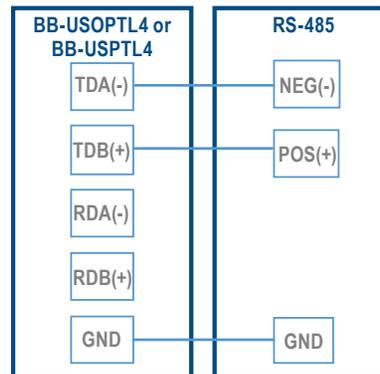 BB-USOPTL4 or
BB-USPTL4
RS-485
TDA(-)
NEG(-)
TDB(+)
POS(+)
RDA(-)
RDB(+)
GND
GND